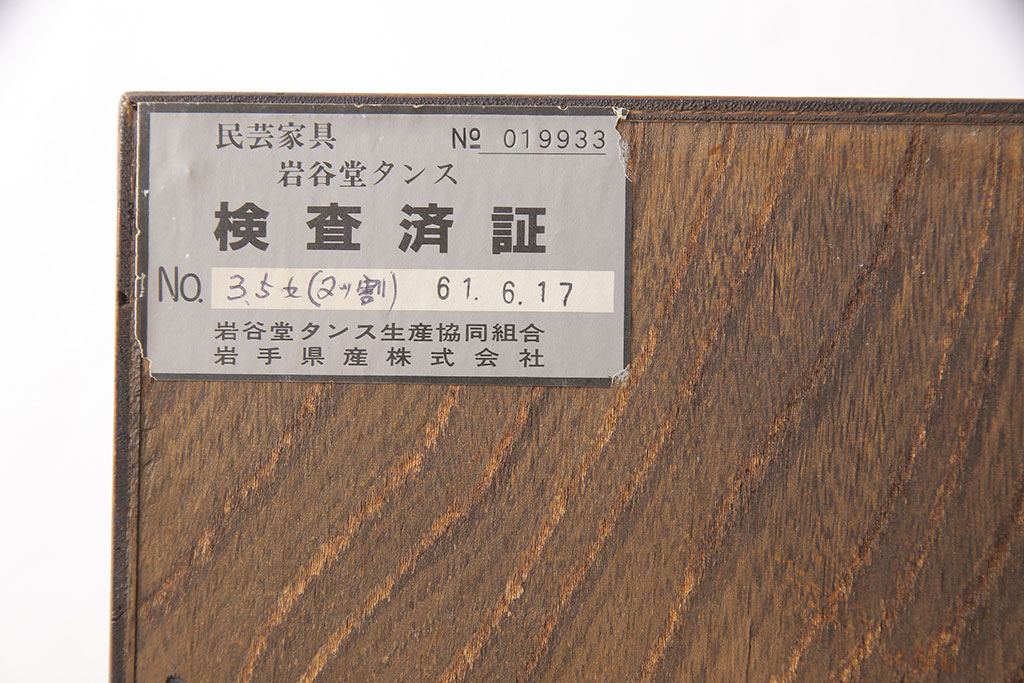 民芸家具 № 019933
岩谷堂タンス
検査済証
No. 3.5 (2ツ割) 61.6.17
岩谷堂タンス生産協同組合
岩手県産株式会社